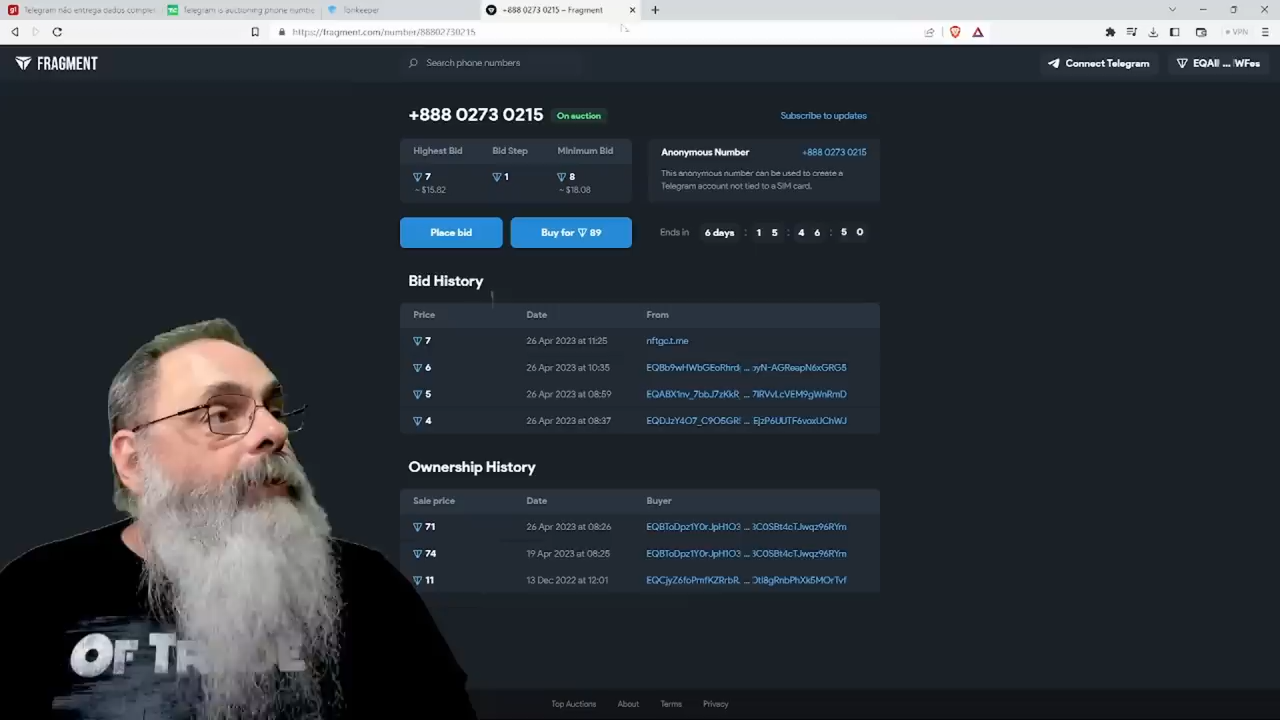 Telegram não entrega dados comple
Telegram is auctioning phone numbe
Tonkeeper
+888 0273 0215 – Fragment
https://fragment.com/number/88802730215
VPN
FRAGMENT
Search phone numbers
Connect Telegram
EQAll ... WFes
+888 0273 0215
On auction
Subscribe to updates
Highest Bid
Bid Step
Minimum Bid
7
1
8
~ $15.82
~ $18.08
Anonymous Number
+888 0273 0215
This anonymous number can be used to create a
Telegram account not tied to a SIM card.
Place bid
Buy for 89
Ends in 6 days : 1 5 : 4 6 : 5 0
Bid History
Price Date From
7 26 Apr 2023 at 11:25 nftgo.t.me
6 26 Apr 2023 at 10:35
5 26 Apr 2023 at 08:59
4 26 Apr 2023 at 08:37
Ownership History
Sale price Date Buyer
71 26 Apr 2023 at 08:26
74 19 Apr 2023 at 08:25
11 13 Dec 2022 at 12:01
OF
Top Auctions About Terms Privacy